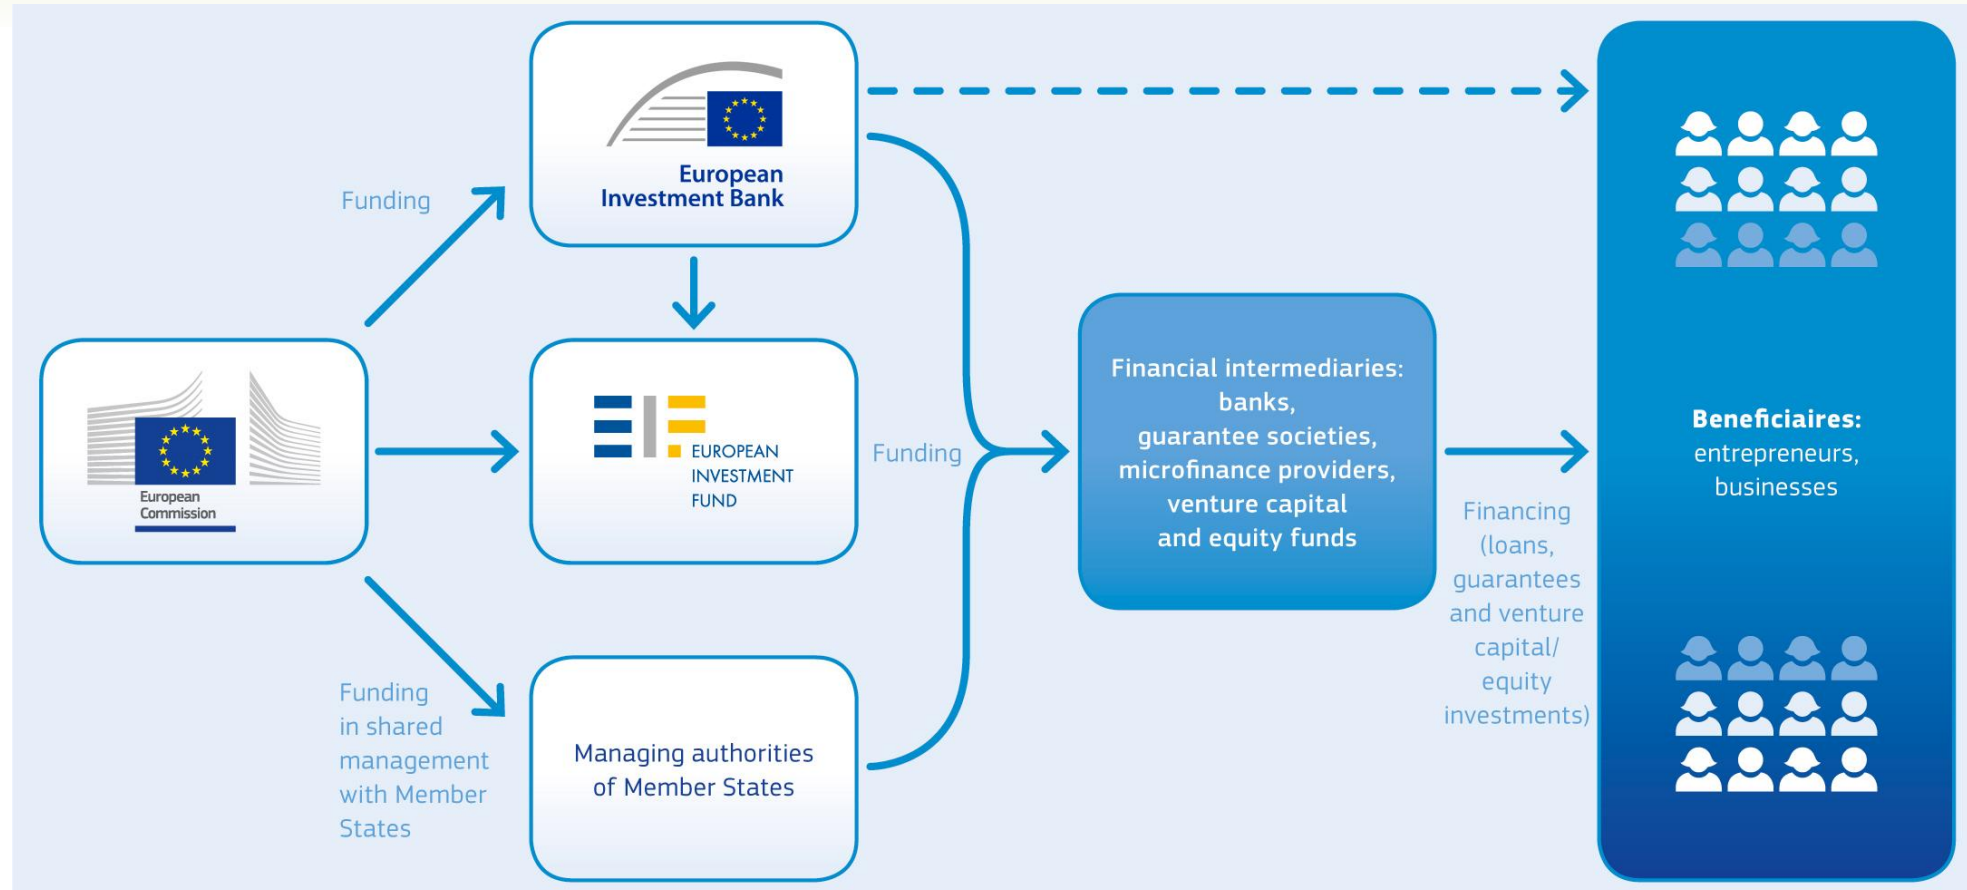 European
Investment Bank
Funding
European
Commission
EUROPEAN
INVESTMENT
FUND
Funding
in shared
management
with Member
States
Managing authorities
of Member States
Funding
Financial intermediaries:
banks,
guarantee societies,
microfinance providers,
venture capital
and equity funds
Financing
(loans,
guarantees
and venture
capital/
equity
investments)
Beneficiaires:
entrepreneurs,
businesses